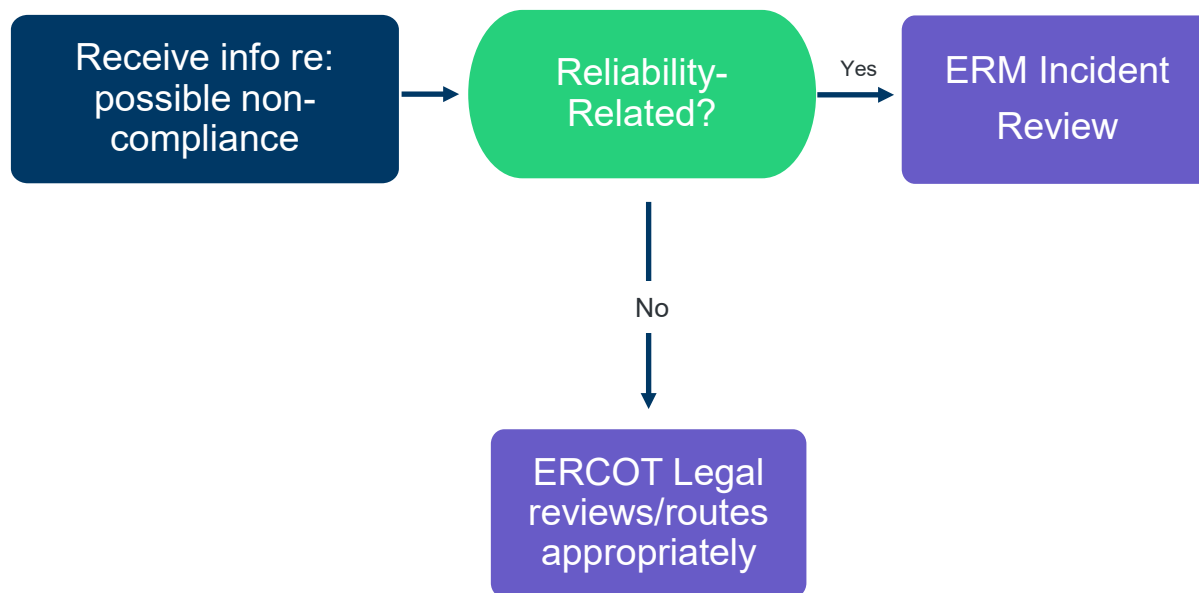 Receive info re:
possible non-
compliance
Reliability-
Related?
Yes
ERM Incident
Review
No
ERCOT Legal
reviews/routes
appropriately